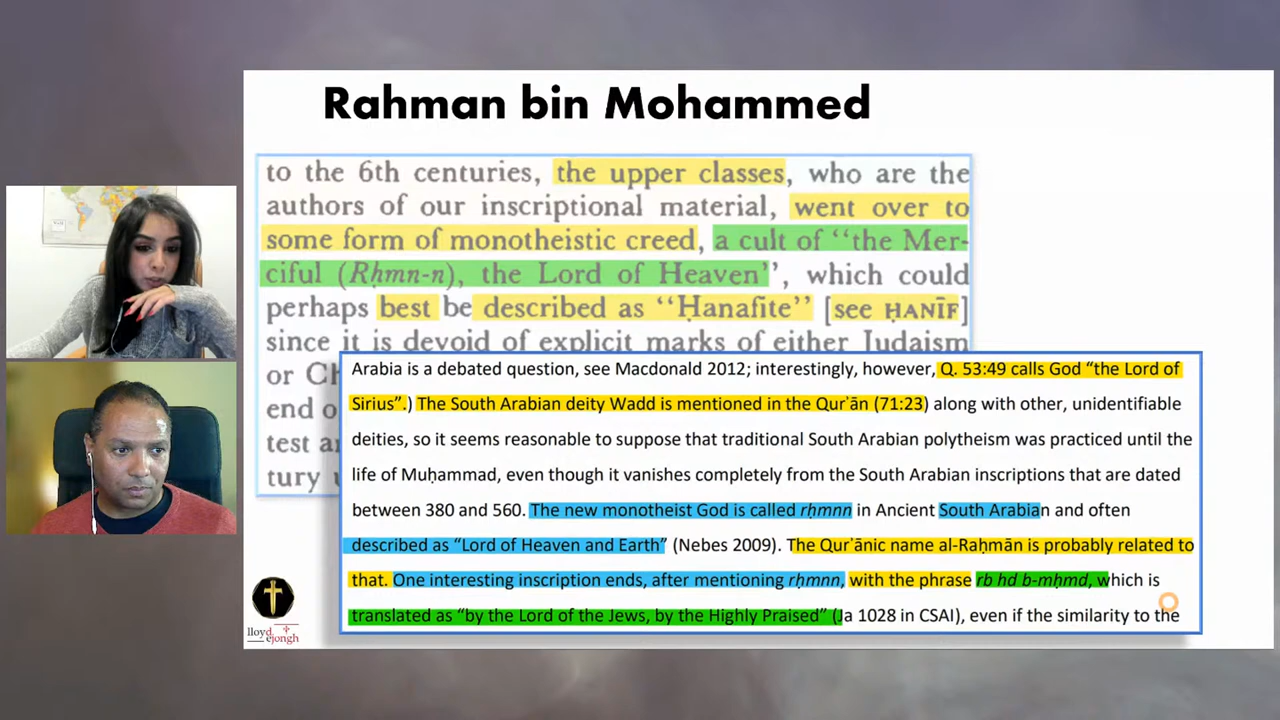 Rahman bin Mohammed
to the 6th centuries, the upper classes, who are the
authors of our inscriptional material, went over to
some form of monotheistic creed, a cult of ‘‘the Mer-
ciful (Rḥmn-n), the Lord of Heaven’’, which could
perhaps best be described as ‘‘Ḥanafite’’ [see ḤANĪF]
since it is devoid of explicit marks of either Judaism
or Ch
end o
test an
tury
Arabia is a debated question, see Macdonald 2012; interestingly, however, Q. 53:49 calls God “the Lord of
Sirius”.) The South Arabian deity Wadd is mentioned in the Qurʾān (71:23) along with other, unidentifiable
deities, so it seems reasonable to suppose that traditional South Arabian polytheism was practiced until the
life of Muḥammad, even though it vanishes completely from the South Arabian inscriptions that are dated
between 380 and 560. The new monotheist God is called rḥmnn in Ancient South Arabian and often
described as “Lord of Heaven and Earth” (Nebes 2009). The Qurʾānic name al-Raḥmān is probably related to
that. One interesting inscription ends, after mentioning rḥmnn, with the phrase rb hd b-mḥmd, which is
translated as “by the Lord of the Jews, by the Highly Praised” (Ja 1028 in CSAI), even if the similarity to the
lloyd
dejongh